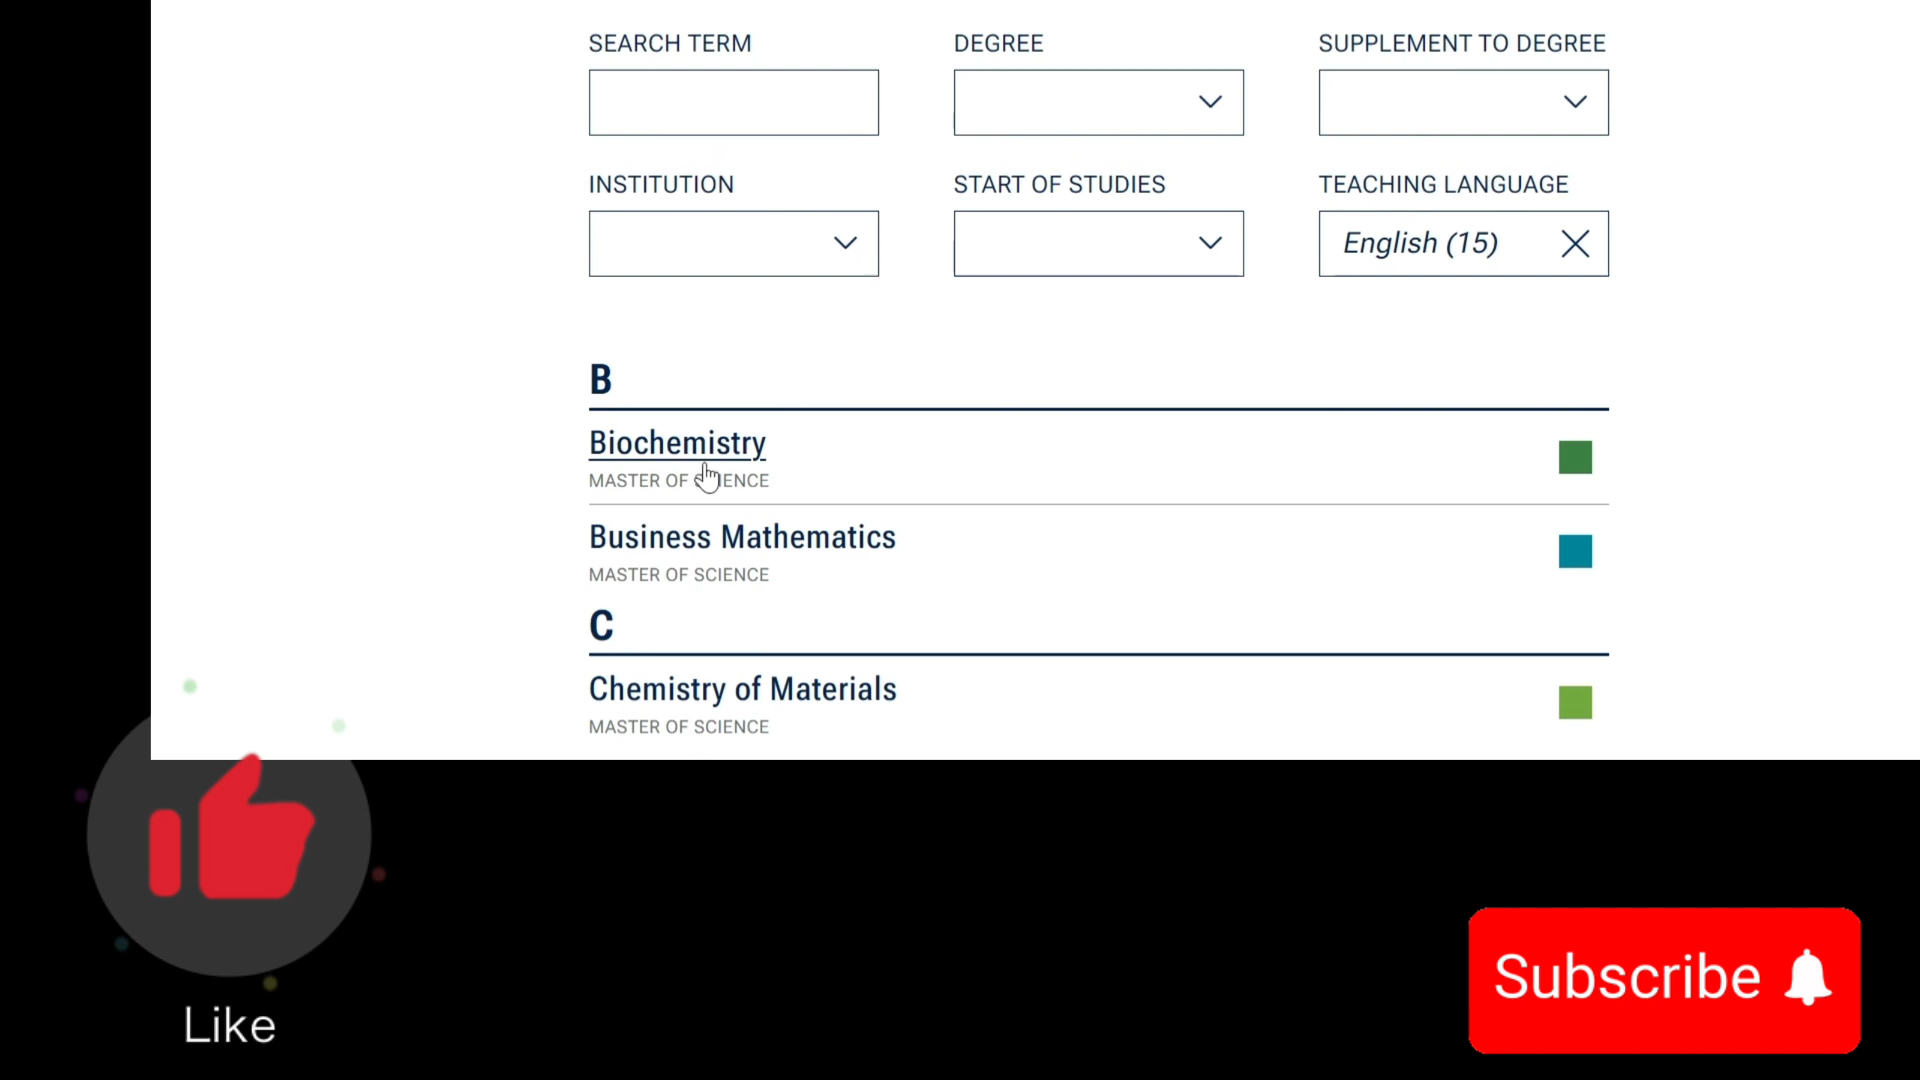 SEARCH TERM
DEGREE
SUPPLEMENT TO DEGREE
INSTITUTION
START OF STUDIES
TEACHING LANGUAGE
English (15)
B
Biochemistry
MASTER OF SCIENCE
Business Mathematics
MASTER OF SCIENCE
C
Chemistry of Materials
MASTER OF SCIENCE
Like
Subscribe